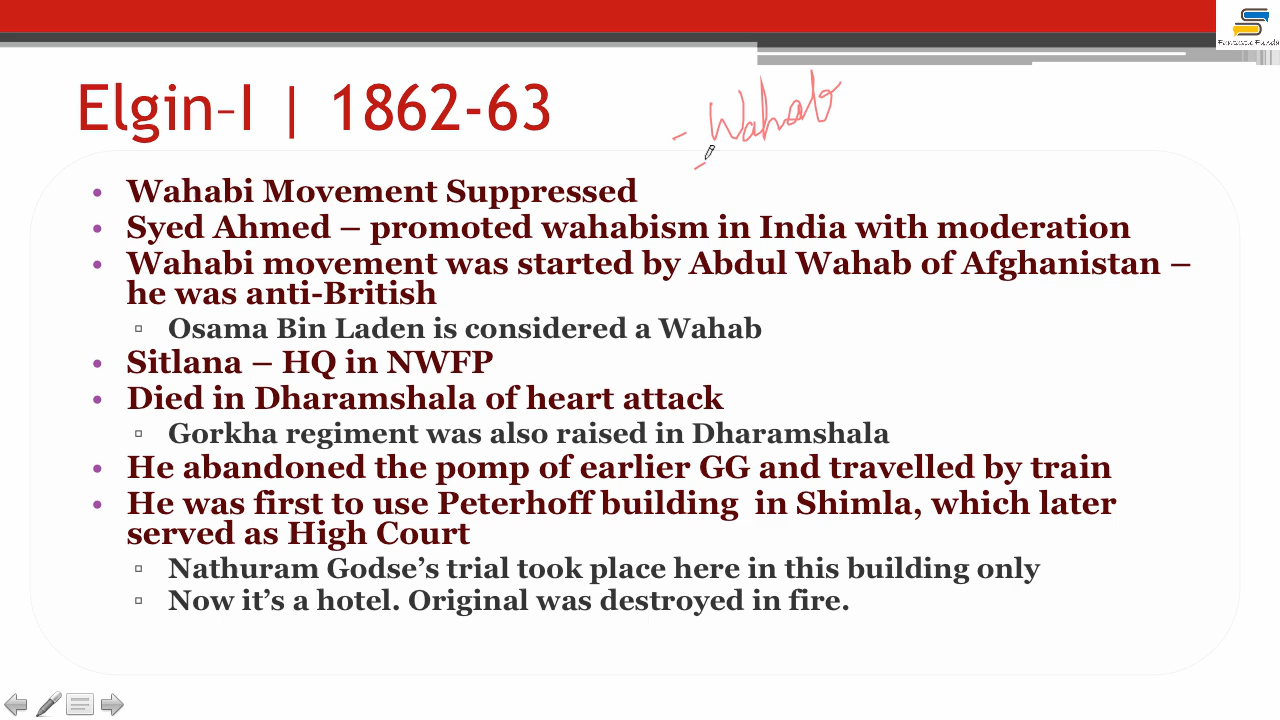 Fantastic Funda
Elgin–I | 1862-63
- Wahab
-
• Wahabi Movement Suppressed
• Syed Ahmed – promoted wahabism in India with moderation
• Wahabi movement was started by Abdul Wahab of Afghanistan –
he was anti-British
▫ Osama Bin Laden is considered a Wahab
• Sitlana – HQ in NWFP
• Died in Dharamshala of heart attack
▫ Gorkha regiment was also raised in Dharamshala
• He abandoned the pomp of earlier GG and travelled by train
• He was first to use Peterhoff building in Shimla, which later
served as High Court
▫ Nathuram Godse’s trial took place here in this building only
▫ Now it’s a hotel. Original was destroyed in fire.